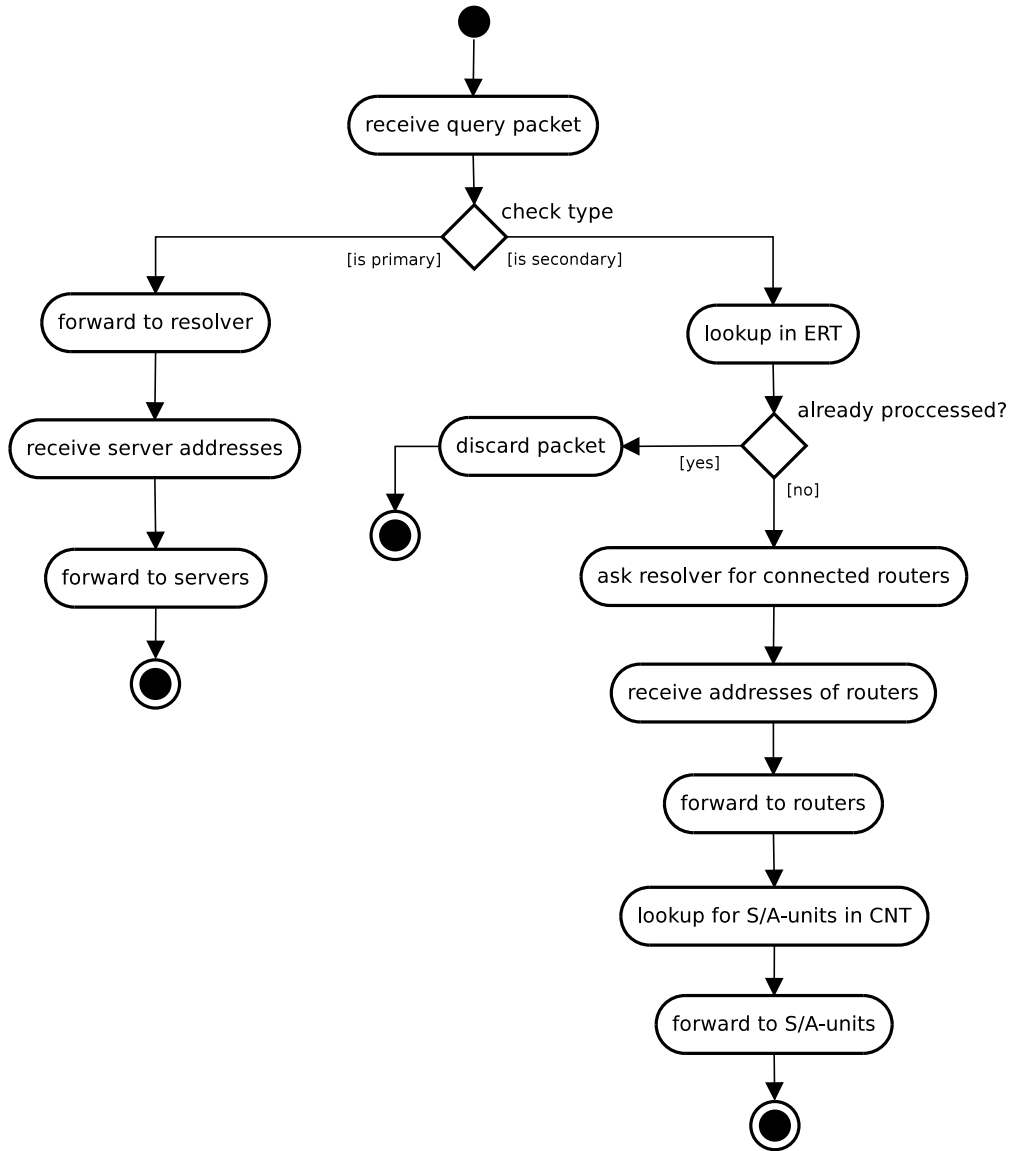 receive query packet
check type
[is primary]
[is secondary]
forward to resolver
lookup in ERT
already proccessed?
receive server addresses
discard packet
[yes]
[no]
forward to servers
ask resolver for connected routers
receive addresses of routers
forward to routers
lookup for S/A-units in CNT
forward to S/A-units